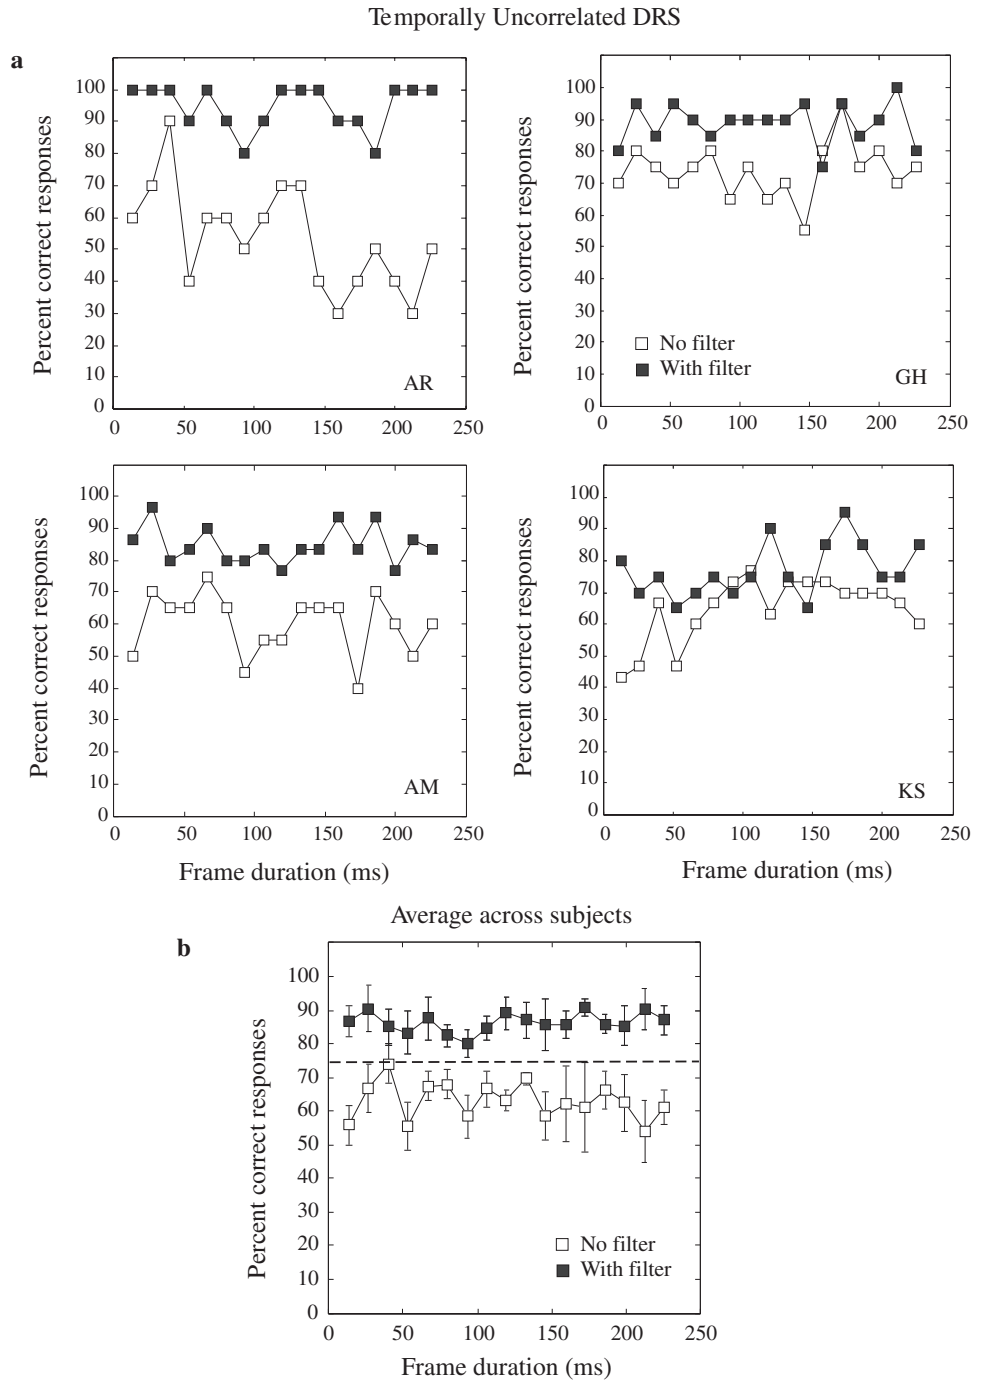 Temporally Uncorrelated DRS
a
Percent correct responses
100
90
80
70
60
50
40
30
20
10
0
AR
0 50 100 150 200 250
Percent correct responses
100
90
80
70
60
50
40
30
20
10
0
No filter
With filter
GH
0 50 100 150 200 250
Percent correct responses
100
90
80
70
60
50
40
30
20
10
0
AM
0 50 100 150 200 250
Frame duration (ms)
Percent correct responses
100
90
80
70
60
50
40
30
20
10
0
KS
0 50 100 150 200 250
Frame duration (ms)
Average across subjects
b
Percent correct responses
100
90
80
70
60
50
40
30
20
10
0
No filter
With filter
0 50 100 150 200 250
Frame duration (ms)